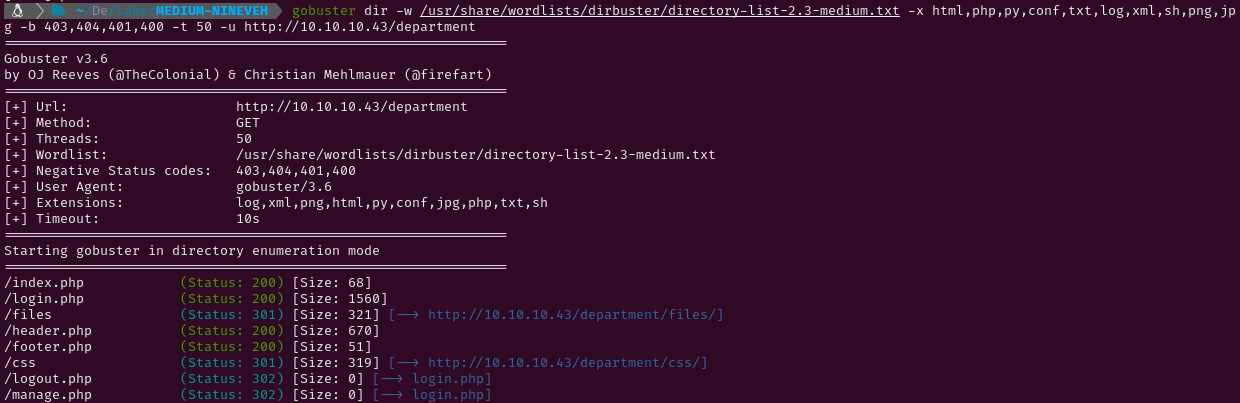 ~/De/Labs/MEDIUM-NINEVEH gobuster dir -w /usr/share/wordlists/dirbuster/directory-list-2.3-medium.txt -x html,php,py,conf,txt,log,xml,sh,png,jp
g -b 403,404,401,400 -t 50 -u http://10.10.10.43/department
===============================================================
Gobuster v3.6
by OJ Reeves (@TheColonial) & Christian Mehlmauer (@firefart)
===============================================================
[+] Url: http://10.10.10.43/department
[+] Method: GET
[+] Threads: 50
[+] Wordlist: /usr/share/wordlists/dirbuster/directory-list-2.3-medium.txt
[+] Negative Status codes: 403,404,401,400
[+] User Agent: gobuster/3.6
[+] Extensions: log,xml,png,html,py,conf,jpg,php,txt,sh
[+] Timeout: 10s
===============================================================
Starting gobuster in directory enumeration mode
===============================================================
/index.php (Status: 200) [Size: 68]
/login.php (Status: 200) [Size: 1560]
/files (Status: 301) [Size: 321] [--> http://10.10.10.43/department/files/]
/header.php (Status: 200) [Size: 670]
/footer.php (Status: 200) [Size: 51]
/css (Status: 301) [Size: 319] [--> http://10.10.10.43/department/css/]
/logout.php (Status: 302) [Size: 0] [--> login.php]
/manage.php (Status: 302) [Size: 0] [--> login.php]